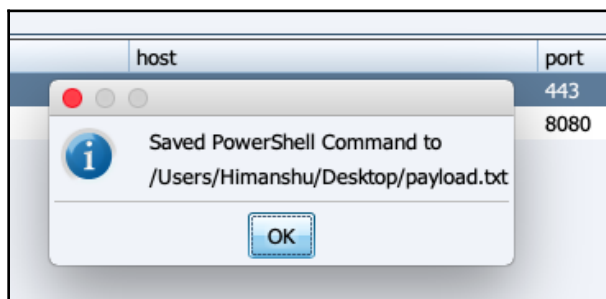 host port
443
8080
Saved PowerShell Command to
/Users/Himanshu/Desktop/payload.txt
OK